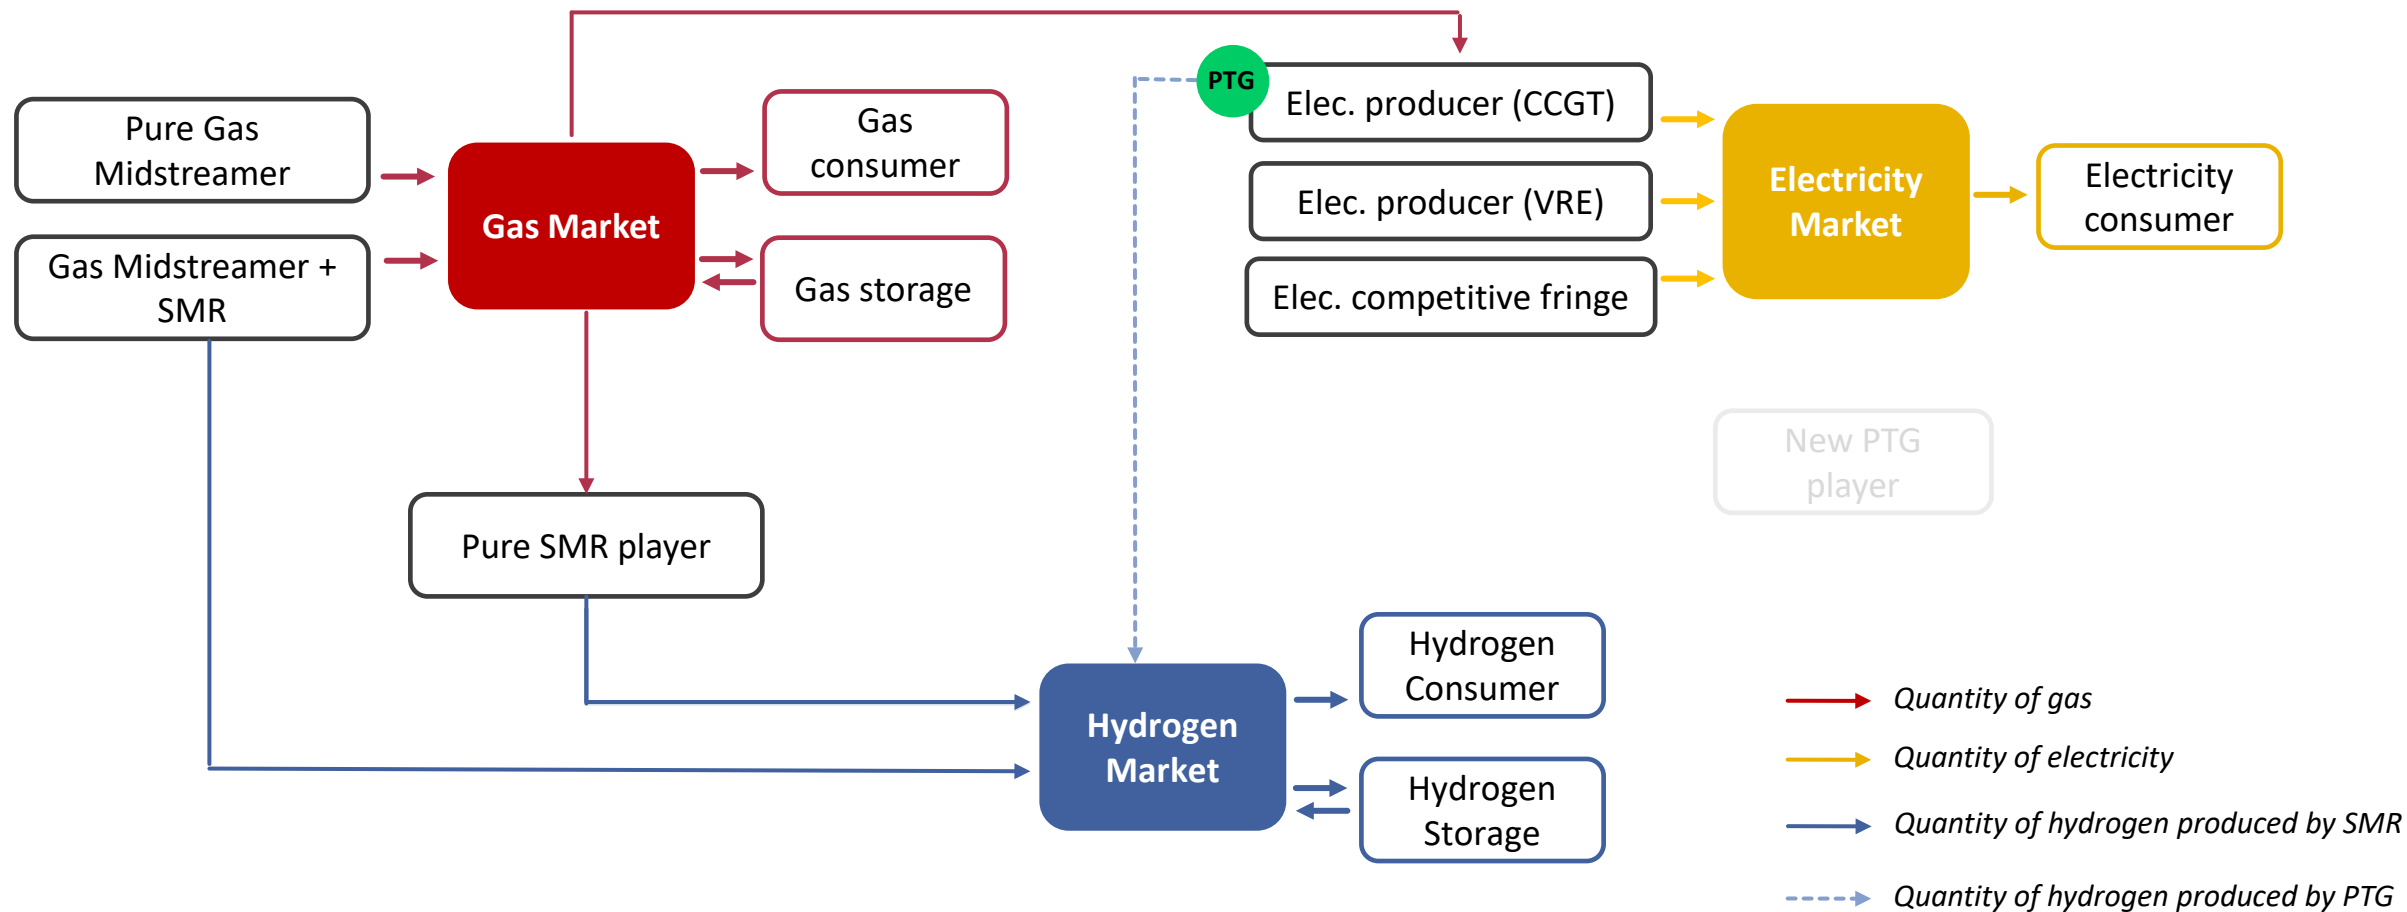 PTG
Elec. producer (CCGT)
Pure Gas
Midstreamer
Gas
consumer
Gas Market
Elec. producer (VRE)
Electricity
Market
Electricity
consumer
Gas Midstreamer +
SMR
Gas storage
Elec. competitive fringe
New PTG
player
Pure SMR player
Hydrogen
Consumer
Hydrogen
Market
Hydrogen
Storage
Quantity of gas
Quantity of electricity
Quantity of hydrogen produced by SMR
Quantity of hydrogen produced by PTG